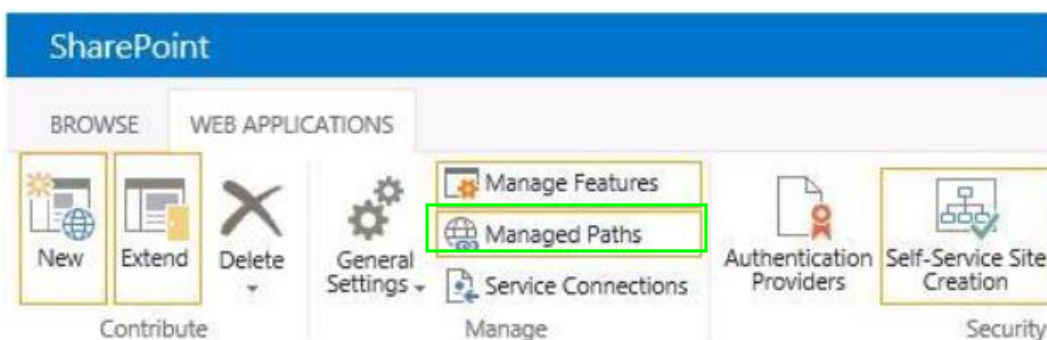 SharePoint
BROWSE WEB APPLICATIONS
New
Extend
Delete
General
Settings
Manage Features
Managed Paths
Service Connections
Authentication
Providers
Self-Service Site
Creation
Contribute
Manage
Security